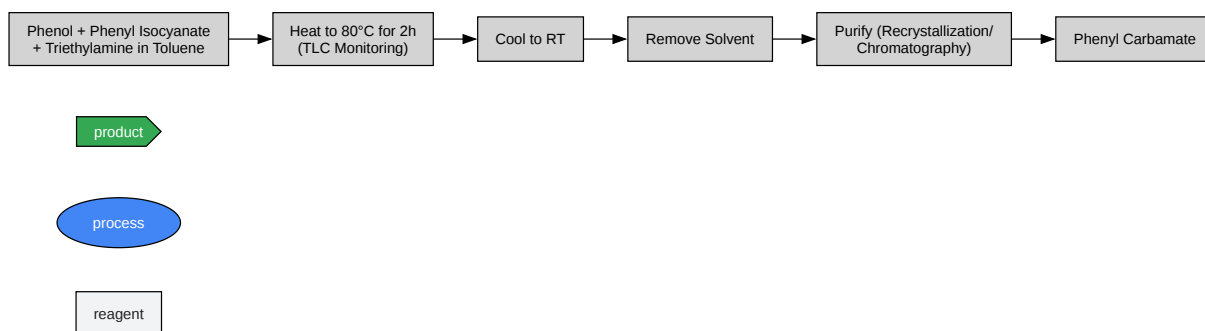 Phenol + Phenyl Isocyanate
+ Triethylamine in Toluene
Heat to 80°C for 2h
(TLC Monitoring)
Cool to RT
Remove Solvent
Purify (Recrystallization/
Chromatography)
Phenyl Carbamate
product
process
reagent